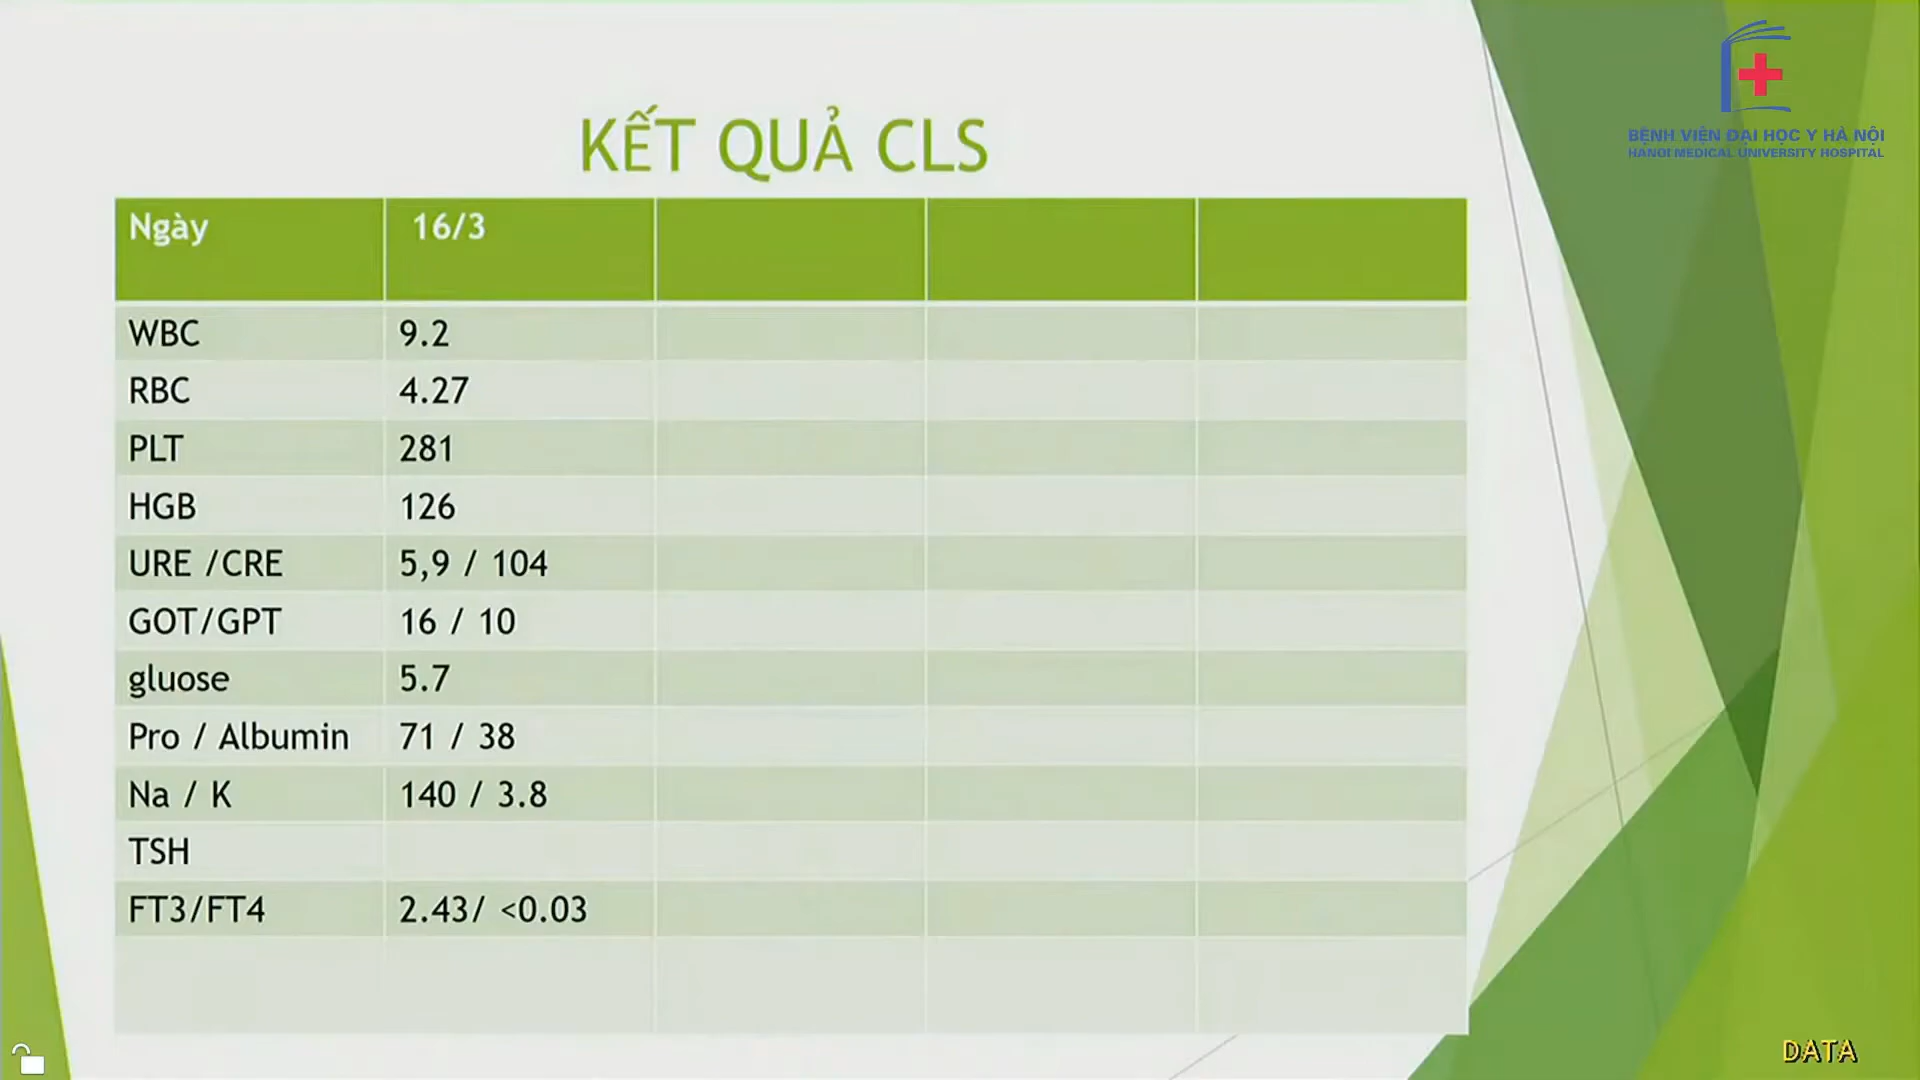 BỆNH VIỆN ĐẠI HỌC Y HÀ NỘI
HANOI MEDICAL UNIVERSITY HOSPITAL
KẾT QUẢ CLS
Ngày 16/3
WBC 9.2
RBC 4.27
PLT 281
HGB 126
URE /CRE 5,9 / 104
GOT/GPT 16 / 10
gluose 5.7
Pro / Albumin 71 / 38
Na / K 140 / 3.8
TSH
FT3/FT4 2.43/ <0.03
DATA